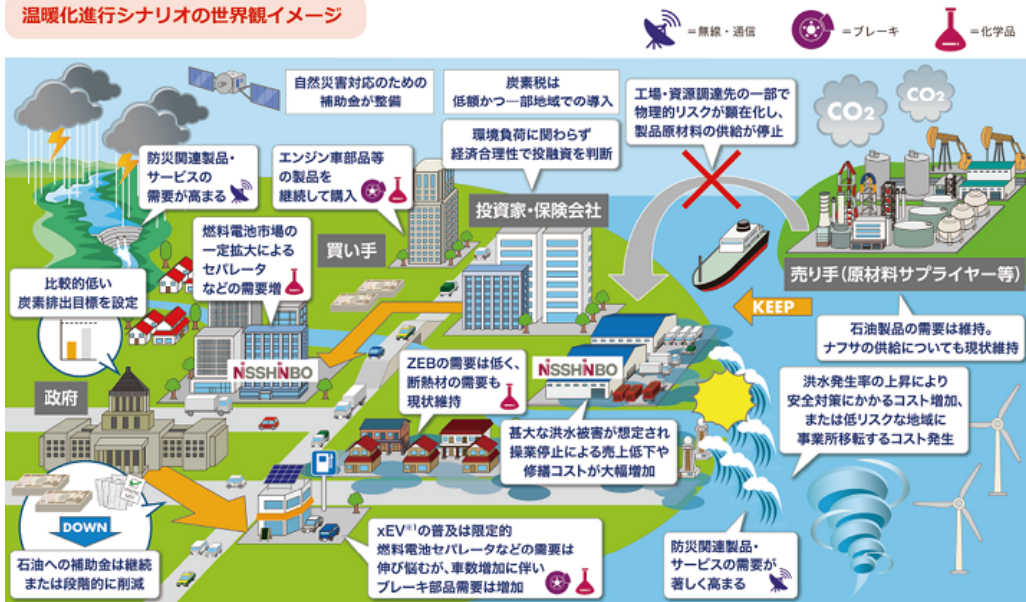 温暖化進行シナリオの世界観イメージ
=無線・通信
=ブレーキ
=化学品
自然災害対応のための
補助金が整備
炭素税は
低額かつ一部地域での導入
工場・資源調達先の一部で
物理的リスクが顕在化し、
製品原材料の供給が停止
CO2
CO2
環境負荷に関わらず
経済合理性で投融資を判断
防災関連製品・
サービスの
需要が高まる
エンジン車部品等
の製品を
継続して購入
投資家・保険会社
買い手
燃料電池市場の
一定拡大による
セパレータ
などの需要増
売り手(原材料サプライヤー等)
比較的低い
炭素排出目標を設定
KEEP
石油製品の需要は維持。
ナフサの供給についても現状維持
NISSHINBO
ZEBの需要は低く、
断熱材の需要も
現状維持
NISSHINBO
洪水発生率の上昇により
安全対策にかかるコスト増加、
または低リスクな地域に
事業所移転するコスト発生
政府
甚大な洪水被害が想定され
操業停止による売上低下や
修繕コストが大幅増加
DOWN
石油への補助金は継続
または段階的に削減
xEV※1の普及は限定的
燃料電池セパレータなどの需要は
伸び悩むが、車数増加に伴い
ブレーキ部品需要は増加
防災関連製品・
サービスの需要が
著しく高まる